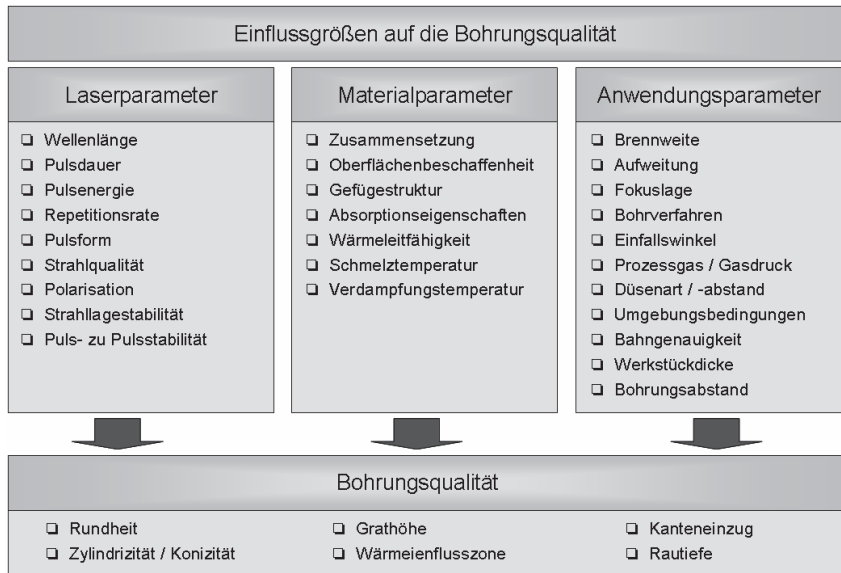 Einflussgrößen auf die Bohrungsqualität
Laserparameter
❏ Wellenlänge
❏ Pulsdauer
❏ Pulsenergie
❏ Repetitionsrate
❏ Pulsform
❏ Strahlqualität
❏ Polarisation
❏ Strahllagestabilität
❏ Puls- zu Pulsstabilität
Materialparameter
❏ Zusammensetzung
❏ Oberflächenbeschaffenheit
❏ Gefügestruktur
❏ Absorptionseigenschaften
❏ Wärmeleitfähigkeit
❏ Schmelztemperatur
❏ Verdampfungstemperatur
Anwendungsparameter
❏ Brennweite
❏ Aufweitung
❏ Fokuslage
❏ Bohrverfahren
❏ Einfallswinkel
❏ Prozessgas / Gasdruck
❏ Düsenart / -abstand
❏ Umgebungsbedingungen
❏ Bahngenauigkeit
❏ Werkstückdicke
❏ Bohrungsabstand
Bohrungsqualität
❏ Rundheit
❏ Zylindrizität / Konizität
❏ Grathöhe
❏ Wärmeienflusszone
❏ Kanteneinzug
❏ Rautiefe